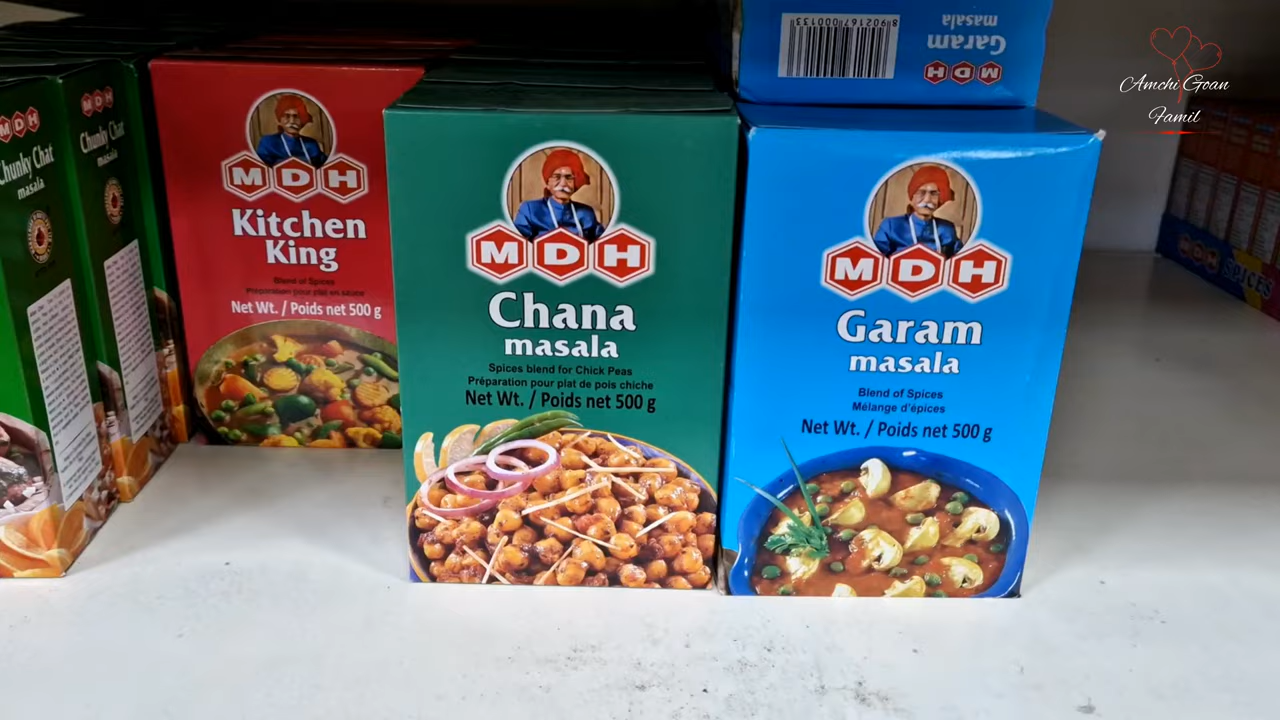 MDH
Chunky Chat
masala
MDH
Chunky Chat
masala
MDH
Kitchen
King
Blend of Spices
Préparation pour plat en sauce
Net Wt. / Poids net 500 g
MDH
Chana
masala
Spices blend for Chick Peas
Préparation pour plat de pois chiche
Net Wt. / Poids net 500 g
8902167000133
Garam
masala
MDH
MDH
Garam
masala
Blend of Spices
Mélange d'épices
Net Wt. / Poids net 500 g
Amchi Goan
Famil
MDH SPICES